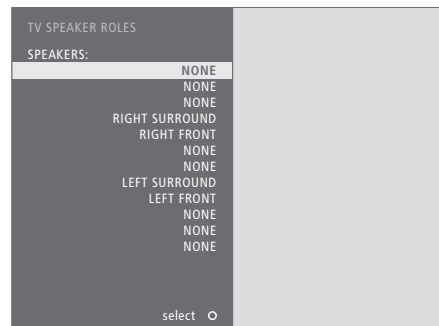 TV SPEAKER ROLES
SPEAKERS:
NONE
NONE
NONE
RIGHT SURROUND
RIGHT FRONT
NONE
NONE
LEFT SURROUND
LEFT FRONT
NONE
NONE
NONE
select